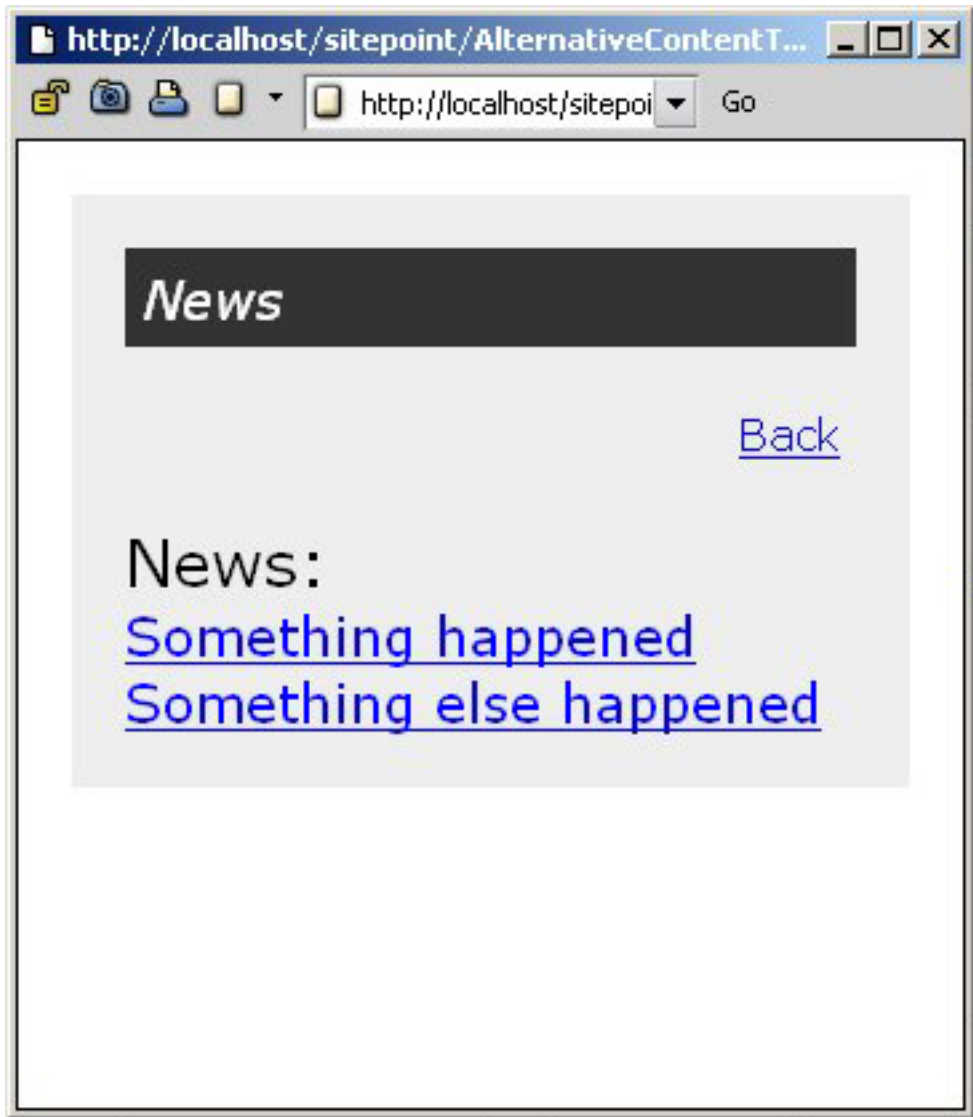 http://localhost/sitepoint/AlternativeContentT...
http://localhost/sitepoi Go
News
Back
News:
Something happened
Something else happened